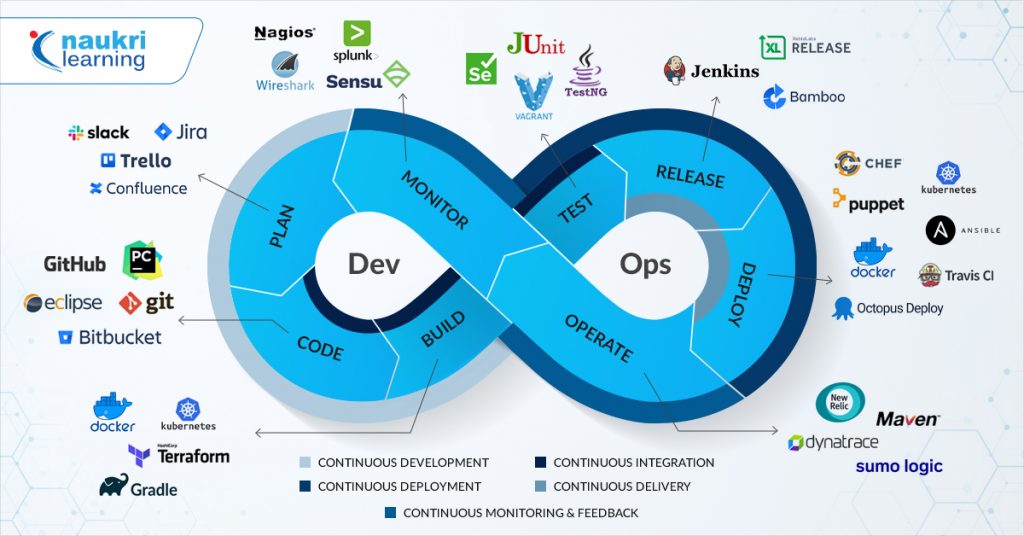 naukri
learning
Nagios®
splunk>
Wireshark
Sensu
Se
JUnit
VAGRANT
TestNG
Jenkins
XL
RELEASE
Bamboo
slack
Jira
Trello
Confluence
GitHub
PC
eclipse
git
Bitbucket
docker
kubernetes
HashiCorp
Terraform
Gradle
PLAN
MONITOR
CODE
BUILD
Dev
TEST
RELEASE
DEPLOY
OPERATE
Ops
CHEF
kubernetes
puppet
A
ANSIBLE
docker
Travis CI
Octopus Deploy
New
Relic
Maven™
dynatrace
sumo logic
CONTINUOUS DEVELOPMENT
CONTINUOUS INTEGRATION
CONTINUOUS DEPLOYMENT
CONTINUOUS DELIVERY
CONTINUOUS MONITORING & FEEDBACK